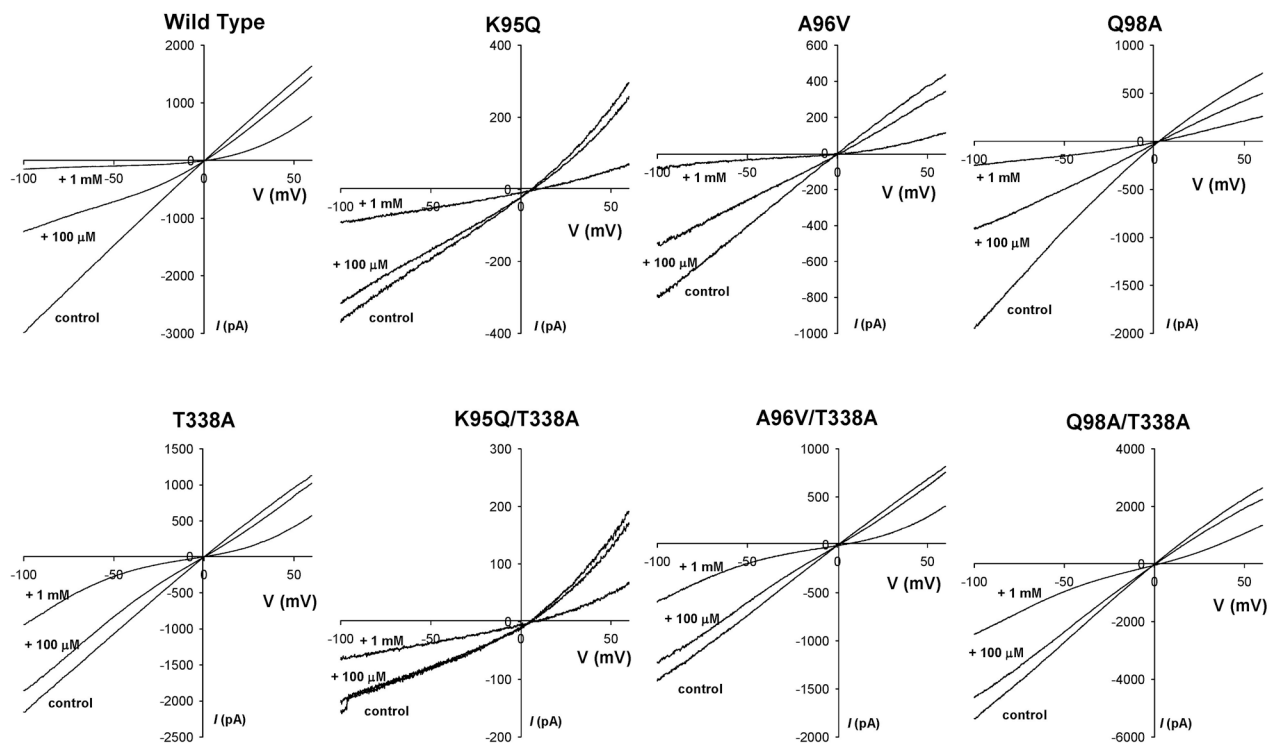 Wild Type
2000
1000
0
-100
-50
0
50
+ 1 mM
V (mV)
-1000
+ 100 μM
-2000
control
-3000
I (pA)
K95Q
400
200
0
-100
-50
0
50
+ 1 mM
V (mV)
+ 100 μM
-200
control
-400
I (pA)
A96V
600
400
200
0
-100
-50
0
50
+ 1 mM
V (mV)
-200
-400
+ 100 μM
-600
control
-800
-1000
I (pA)
Q98A
1000
500
0
-100
-50
0
50
+ 1 mM
V (mV)
-500
+ 100 μM
-1000
-1500
control
-2000
I (pA)
T338A
1500
1000
500
0
-100
-50
0
50
+ 1 mM
-500
V (mV)
-1000
+ 100 μM
-1500
-2000
control
-2500
I (pA)
K95Q/T338A
300
200
100
0
-100
-50
0
50
+ 1 mM
V (mV)
+ 100 μM
-100
control
-200
I (pA)
A96V/T338A
1000
500
0
-100
-50
0
50
+ 1 mM
V (mV)
-500
+ 100 μM
-1000
control
-1500
-2000
I (pA)
Q98A/T338A
4000
2000
0
-100
-50
0
50
+ 1 mM
V (mV)
-2000
+ 100 μM
-4000
control
-6000
I (pA)